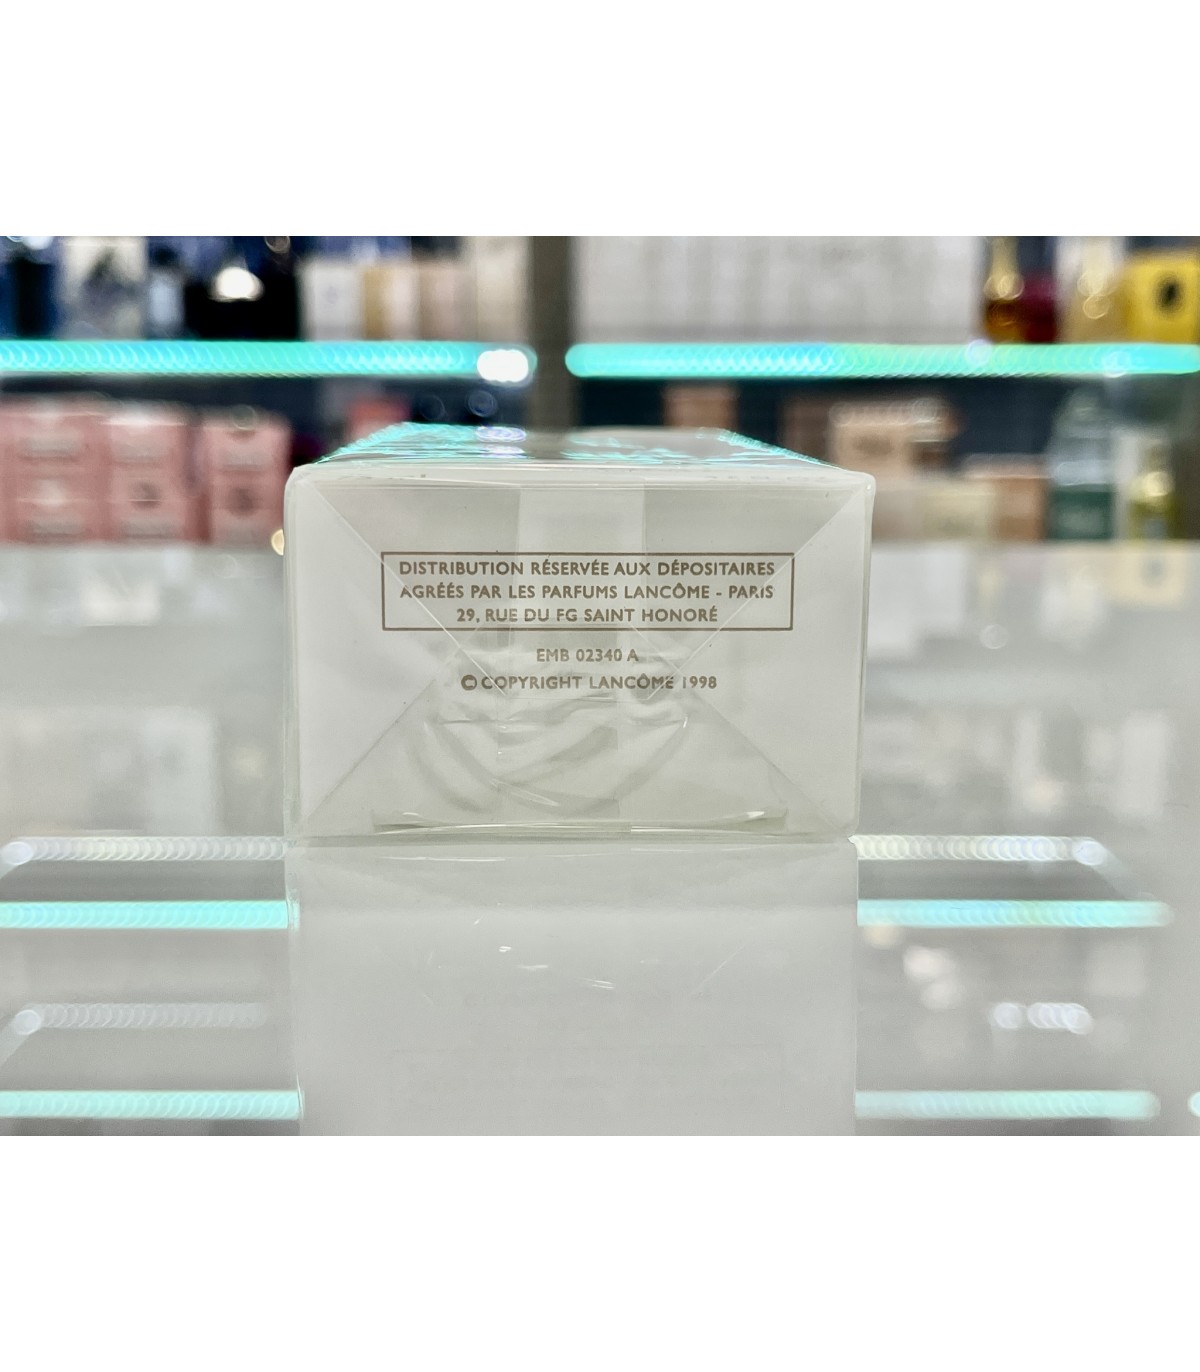 DISTRIBUTION RÉSERVÉE AUX DÉPOSITAIRES
AGRÉÉS PAR LES PARFUMS LANCÔME - PARIS
29, RUE DU FG SAINT HONORÉ
EMB 02340 A
© COPYRIGHT LANCÔME 1998